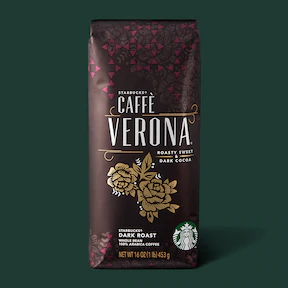 STARBUCKS®
CAFFÈ
VERONA®
ROASTY SWEET
&
DARK COCOA
STARBUCKS®
DARK ROAST
WHOLE BEAN
100% ARABICA COFFEE
NET WT 16 OZ (1 lb) 453 g